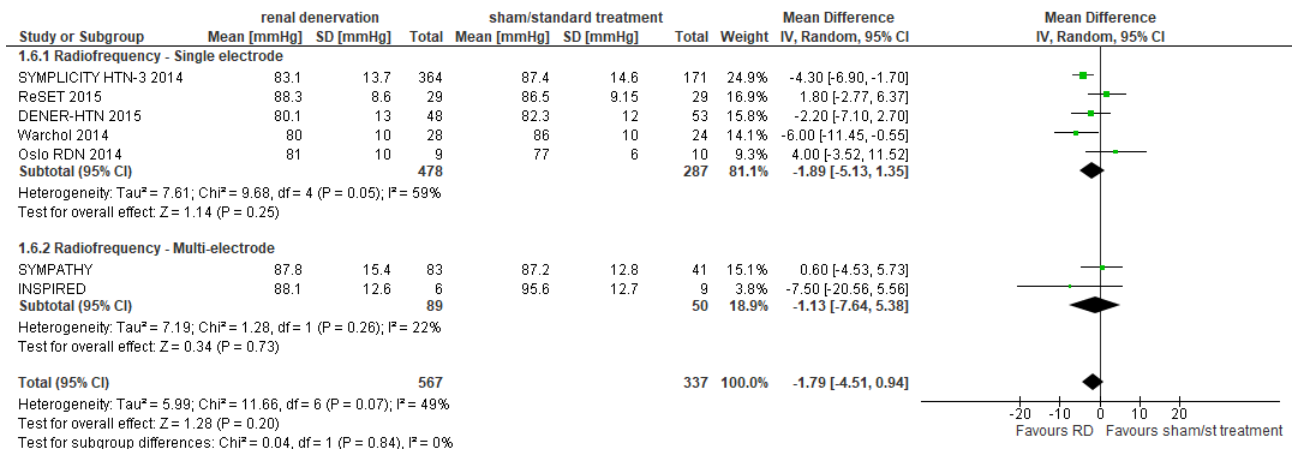 renal denervation sham/standard treatment Mean Difference Mean Difference
Study or Subgroup Mean [mmHg] SD [mmHg] Total Mean [mmHg] SD [mmHg] Total Weight IV, Random, 95% CI IV, Random, 95% CI
1.6.1 Radiofrequency - Single electrode
SYMPLICITY HTN-3 2014 83.1 13.7 364 87.4 14.6 171 24.9% -4.30 [-6.90, -1.70]
ReSET 2015 88.3 8.6 29 86.5 9.15 29 16.9% 1.80 [-2.77, 6.37]
DENER-HTN 2015 80.1 13 48 82.3 12 53 15.8% -2.20 [-7.10, 2.70]
Warchol 2014 80 10 28 86 10 24 14.1% -6.00 [-11.45, -0.55]
Oslo RDN 2014 81 10 9 77 6 10 9.3% 4.00 [-3.52, 11.52]
Subtotal (95% CI) 478 287 81.1% -1.89 [-5.13, 1.35]
Heterogeneity: Tau² = 7.61; Chi² = 9.68, df = 4 (P = 0.05); I² = 59%
Test for overall effect: Z = 1.14 (P = 0.25)
1.6.2 Radiofrequency - Multi-electrode
SYMPATHY 87.8 15.4 83 87.2 12.8 41 15.1% 0.60 [-4.53, 5.73]
INSPIRED 88.1 12.6 6 95.6 12.7 9 3.8% -7.50 [-20.56, 5.56]
Subtotal (95% CI) 89 50 18.9% -1.13 [-7.64, 5.38]
Heterogeneity: Tau² = 7.19; Chi² = 1.28, df = 1 (P = 0.26); I² = 22%
Test for overall effect: Z = 0.34 (P = 0.73)
Total (95% CI) 567 337 100.0% -1.79 [-4.51, 0.94]
Heterogeneity: Tau² = 5.99; Chi² = 11.66, df = 6 (P = 0.07); I² = 49%
Test for overall effect: Z = 1.28 (P = 0.20)
Test for subgroup differences: Chi² = 0.04, df = 1 (P = 0.84), I² = 0%
-20 -10 0 10 20
Favours RD Favours sham/st treatment